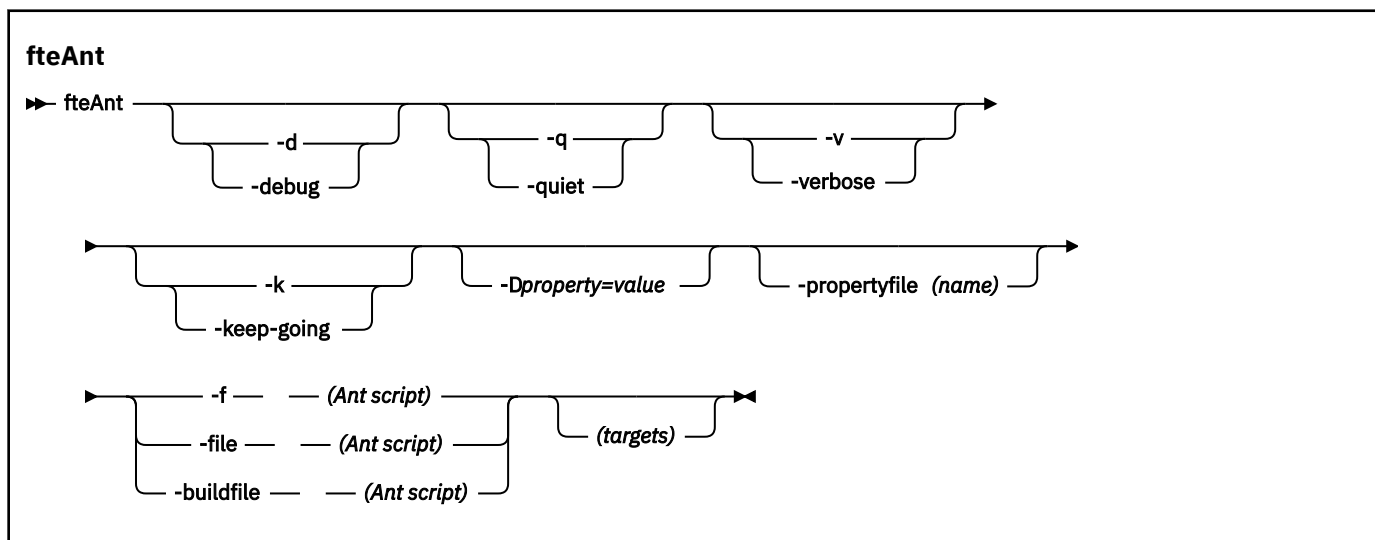 fteAnt
fteAnt -d -q -v
-debug -quiet -verbose
-k -Dproperty=value -propertyfile (name)
-keep-going
-f (Ant script)
-file (Ant script) (targets)
-buildfile (Ant script)